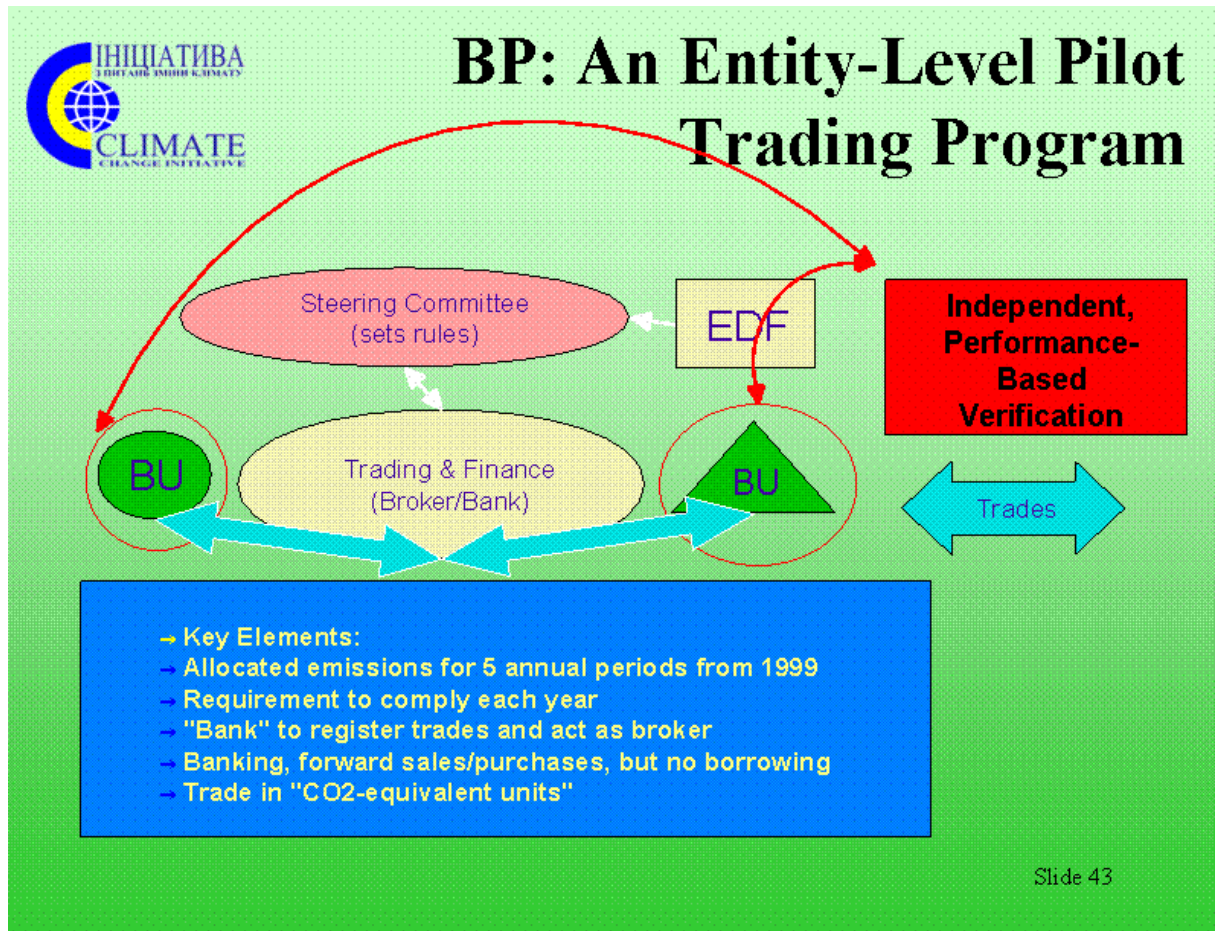 ІНІЦІАТИВА
З ПИТАНЬ ЗМІНИ КЛІМАТУ
CLIMATE
CHANGE INITIATIVE
BP: An Entity-Level Pilot
Trading Program
Steering Committee
(sets rules)
EDF
Independent,
Performance-
Based
Verification
BU
Trading & Finance
(Broker/Bank)
BU
Trades
→ Key Elements:
→ Allocated emissions for 5 annual periods from 1999
→ Requirement to comply each year
→ "Bank" to register trades and act as broker
→ Banking, forward sales/purchases, but no borrowing
→ Trade in "CO2-equivalent units"
Slide 43